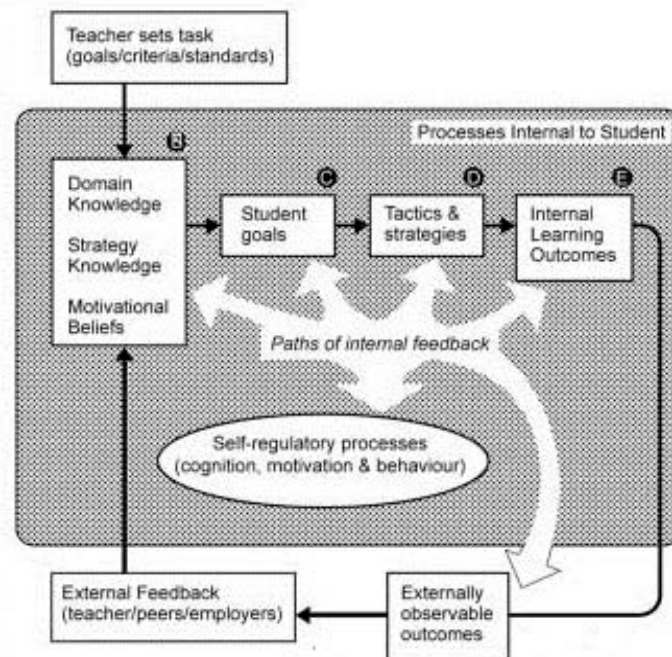 Teacher sets task
(goals/criteria/standards)
Processes Internal to Student
B
Domain
Knowledge
Strategy
Knowledge
Motivational
Beliefs
C
Student
goals
D
Tactics &
strategies
E
Internal
Learning
Outcomes
Paths of internal feedback
Self-regulatory processes
(cognition, motivation & behaviour)
External Feedback
(teacher/peers/employers)
Externally
observable
outcomes